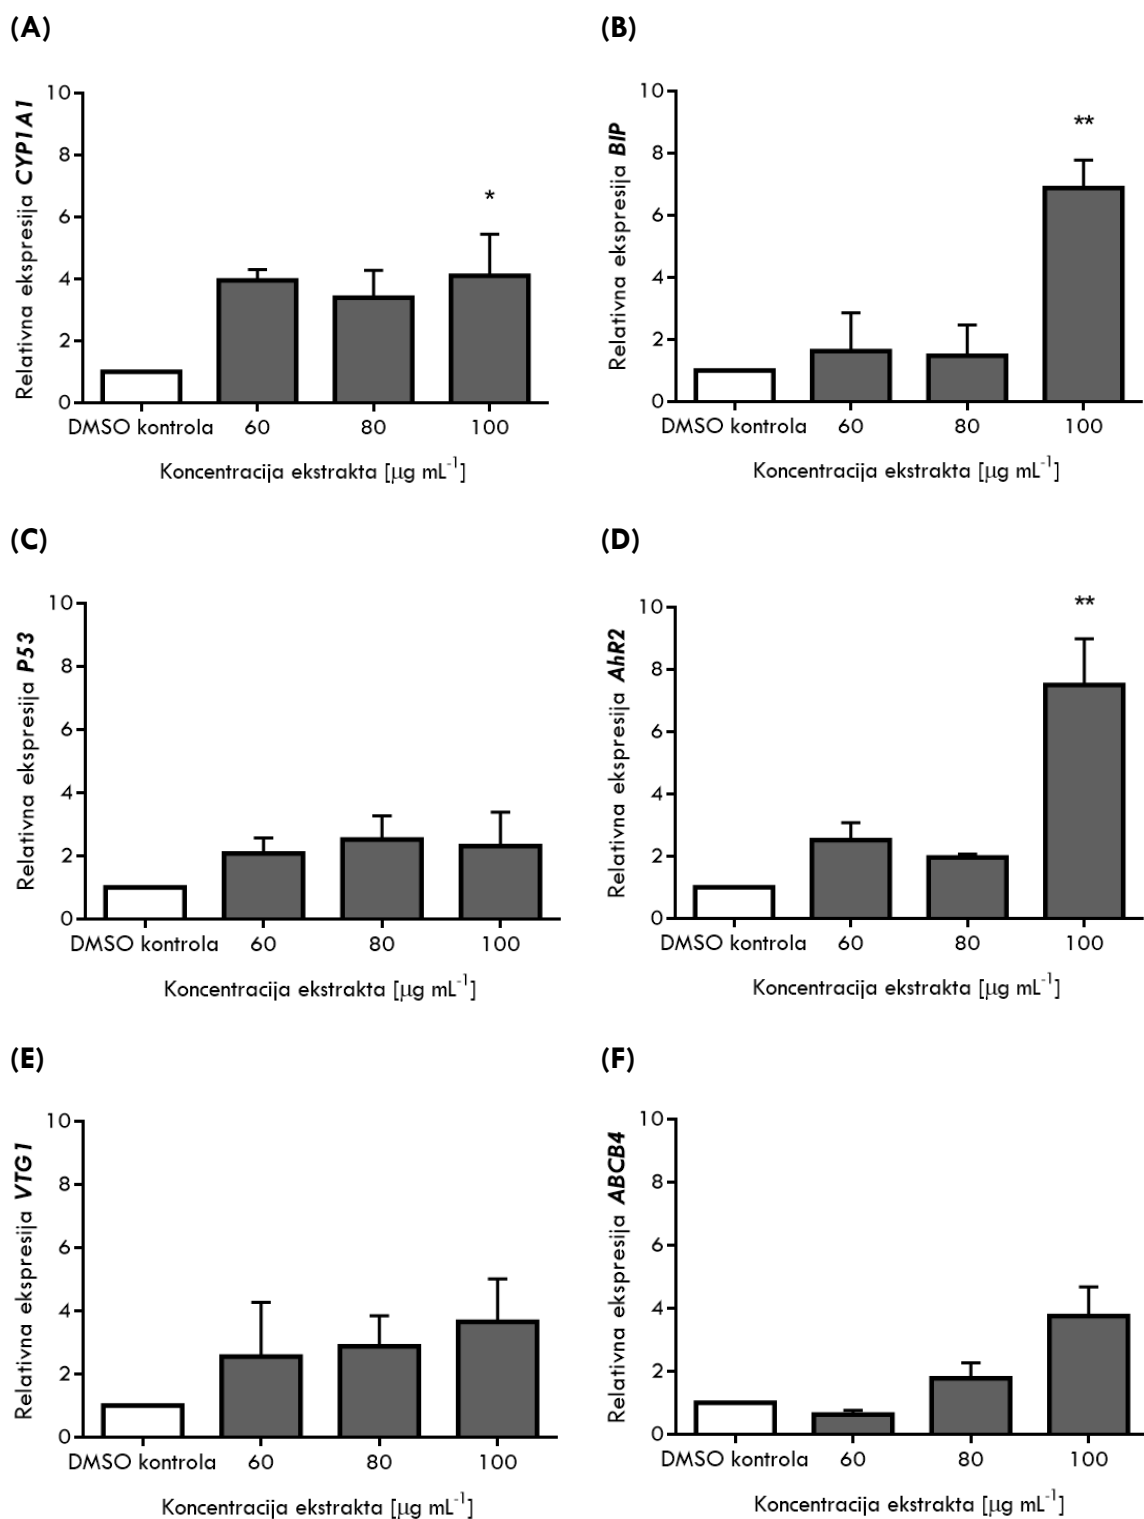 (A)
Relativna ekspresija CYP1A1
10
8
6
4
2
0
*
DMSO kontrola 60 80 100
Koncentracija ekstrakta [µg mL⁻¹]
(B)
Relativna ekspresija BIP
10
8
6
4
2
0
**
DMSO kontrola 60 80 100
Koncentracija ekstrakta [µg mL⁻¹]
(C)
Relativna ekspresija P53
10
8
6
4
2
0
DMSO kontrola 60 80 100
Koncentracija ekstrakta [µg mL⁻¹]
(D)
Relativna ekspresija AhR2
10
8
6
4
2
0
**
DMSO kontrola 60 80 100
Koncentracija ekstrakta [µg mL⁻¹]
(E)
Relativna ekspresija VTG1
10
8
6
4
2
0
DMSO kontrola 60 80 100
Koncentracija ekstrakta [µg mL⁻¹]
(F)
Relativna ekspresija ABCB4
10
8
6
4
2
0
DMSO kontrola 60 80 100
Koncentracija ekstrakta [µg mL⁻¹]